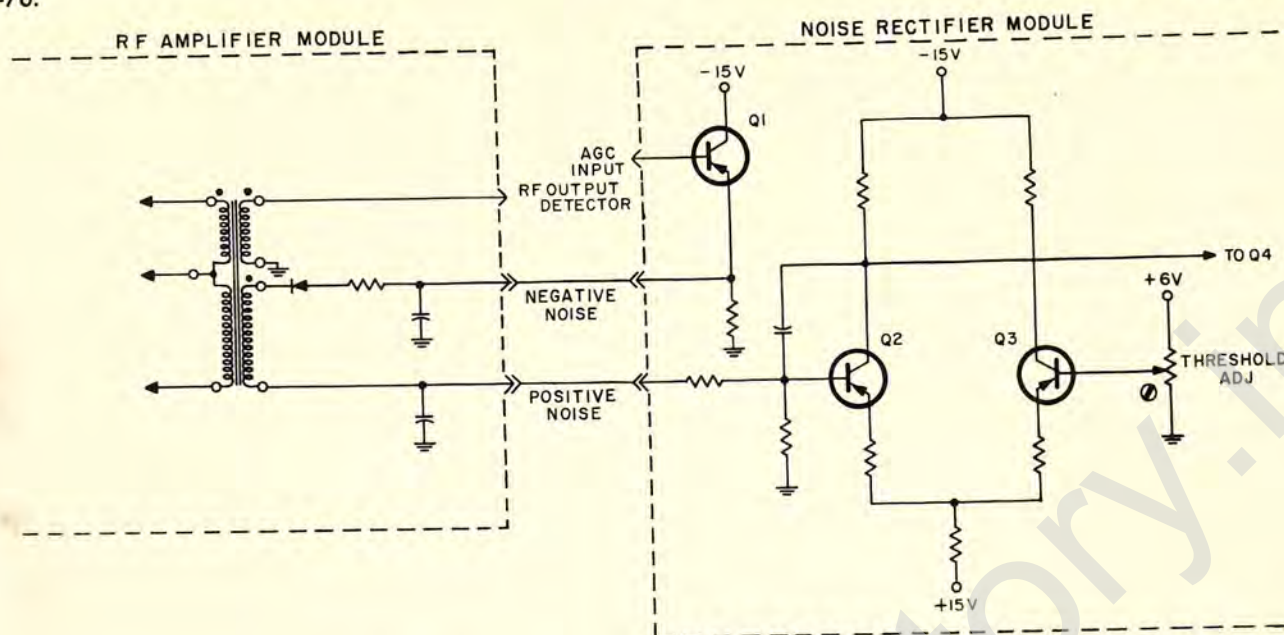 RF AMPLIFIER MODULE
NOISE RECTIFIER MODULE
-15V
-15V
Q1
AGC
INPUT
RF OUTPUT
DETECTOR
TO Q4
+6V
NEGATIVE
NOISE
Q2
Q3
THRESHOLD
ADJ
POSITIVE
NOISE
+15V